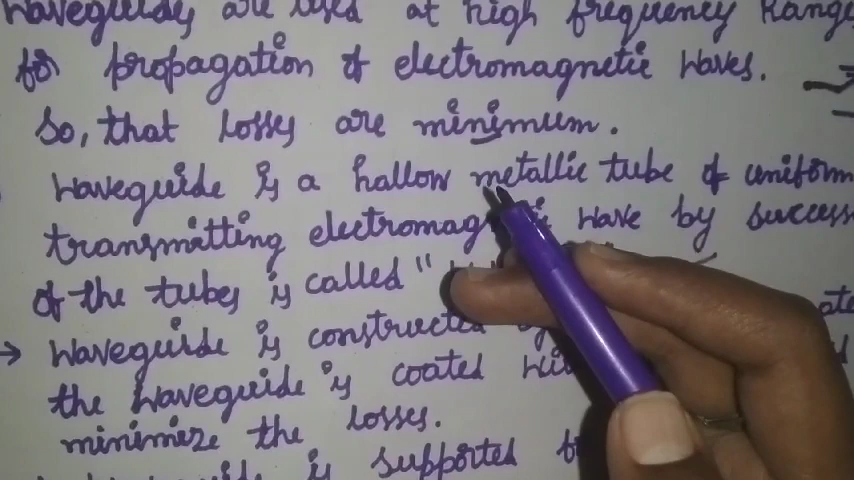 Waveguides are used at high frequency Range
for propagation of electromagnetic waves.
So, that losses are minimum.
Waveguide is a hallow metallic tube of uniform
transmitting electromag wave by success
of the tubes is called "
→ Waveguide is constructed
the waveguide is coated
minimize the losses.
is supported